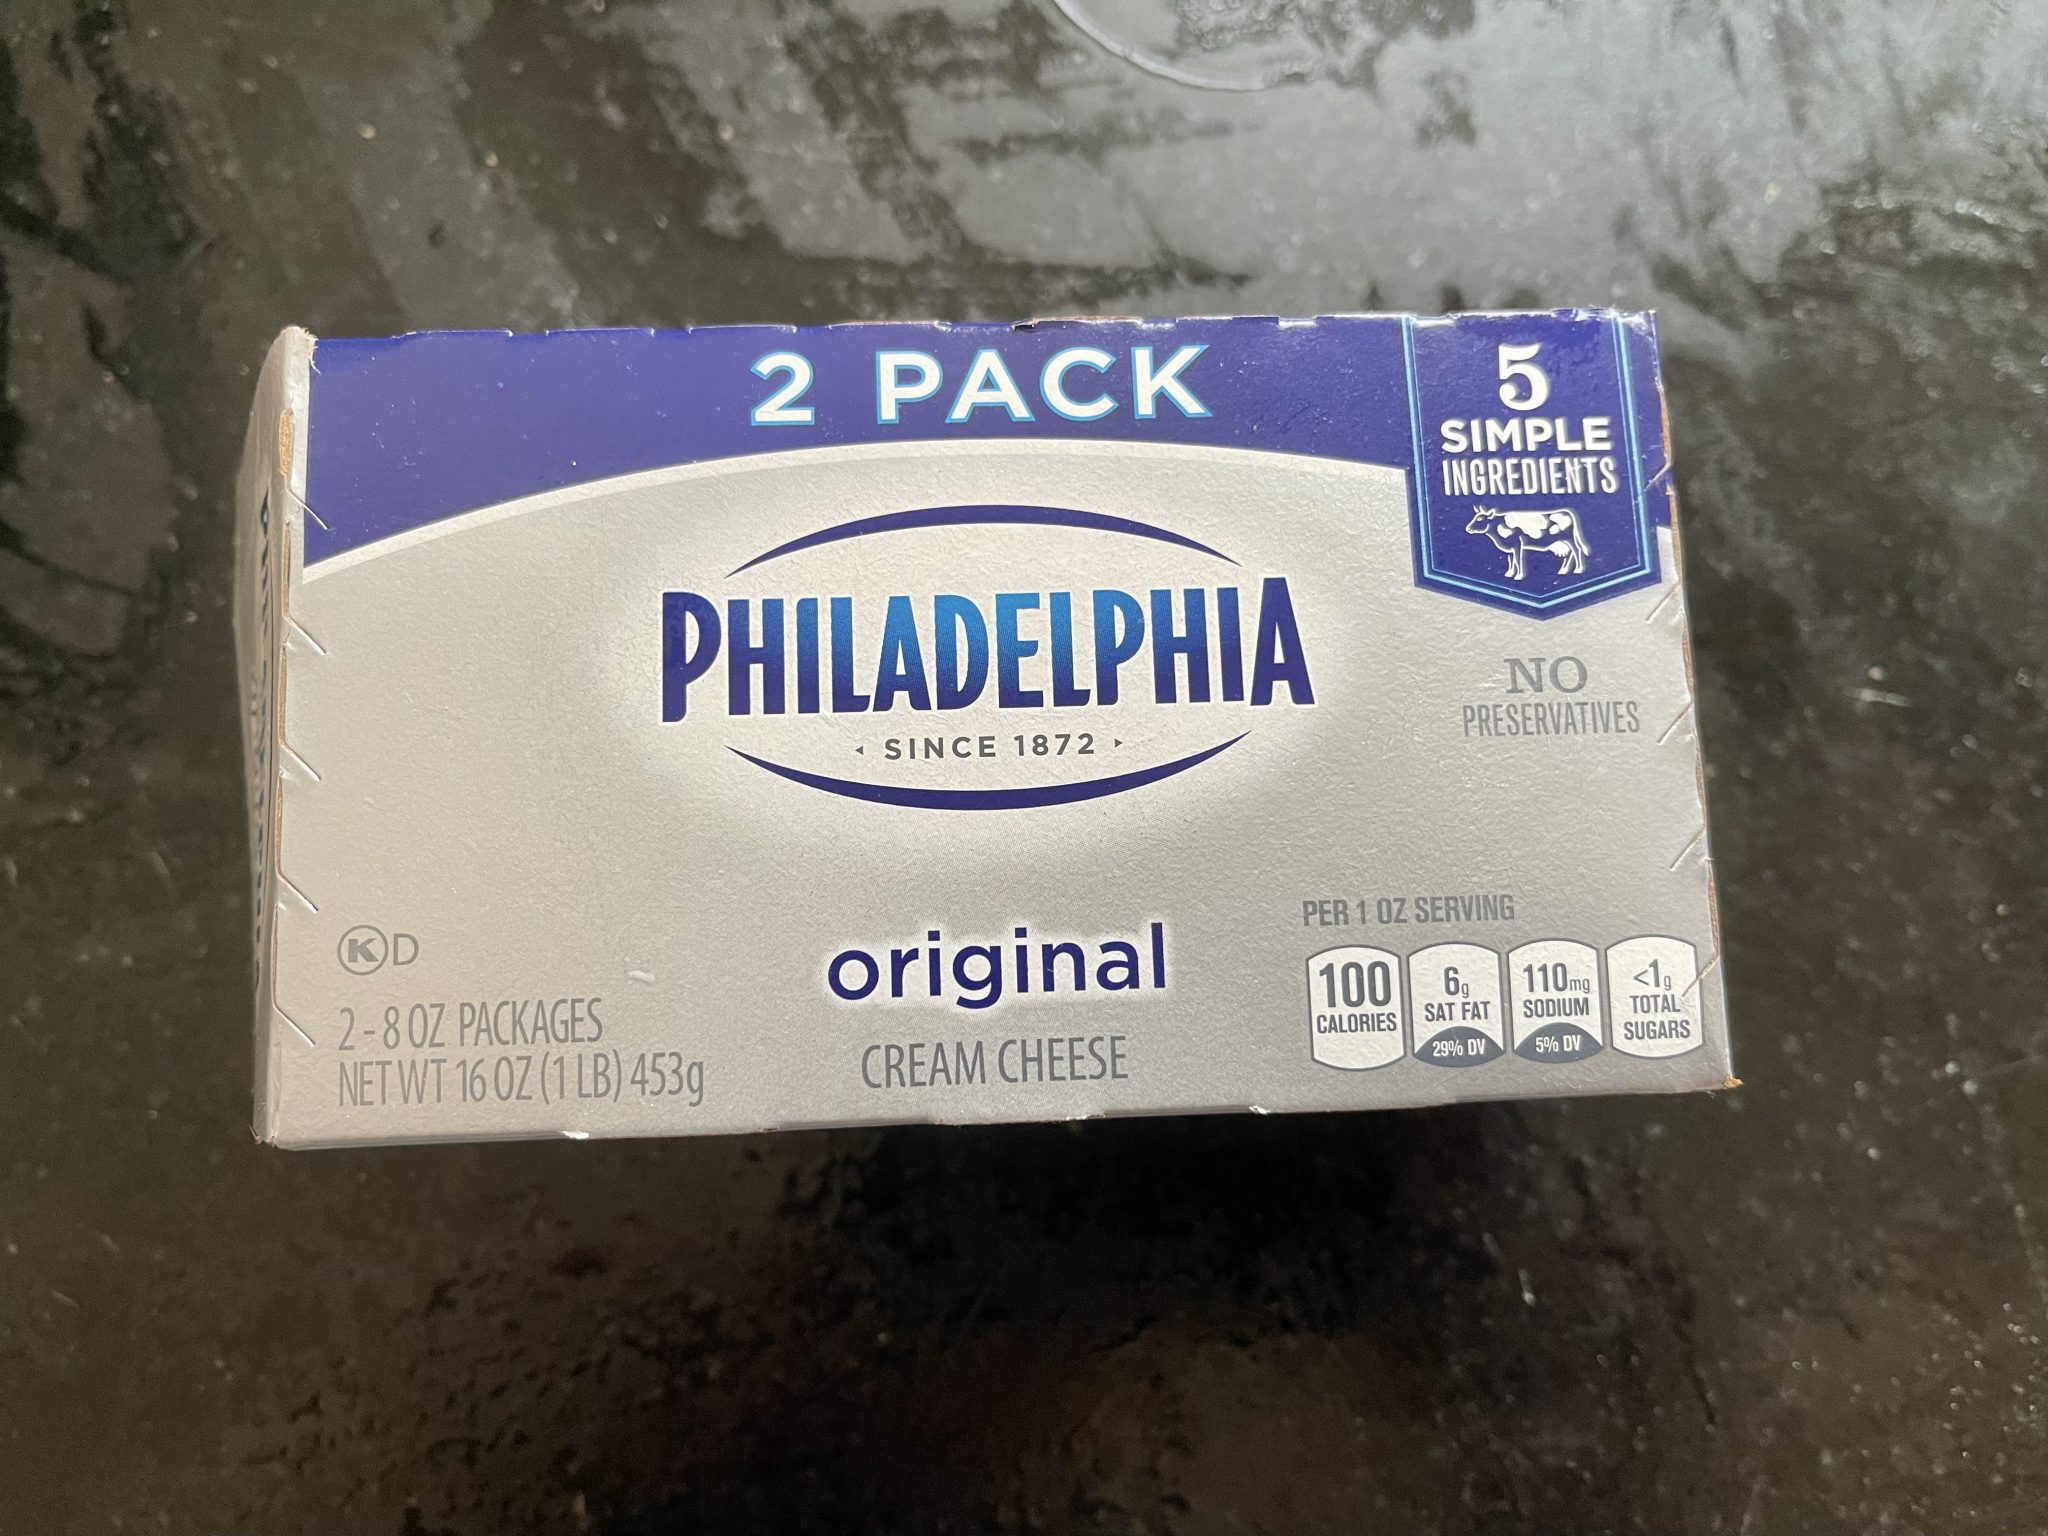 2 PACK
5
SIMPLE
INGREDIENTS
PHILADELPHIA
SINCE 1872
NO
PRESERVATIVES
K D
2-8 OZ PACKAGES
NET WT 16 OZ (1 LB) 453g
original
CREAM CHEESE
PER 1 OZ SERVING
100
CALORIES
6g
SAT FAT
29% DV
110mg
SODIUM
5% DV
<1g
TOTAL
SUGARS